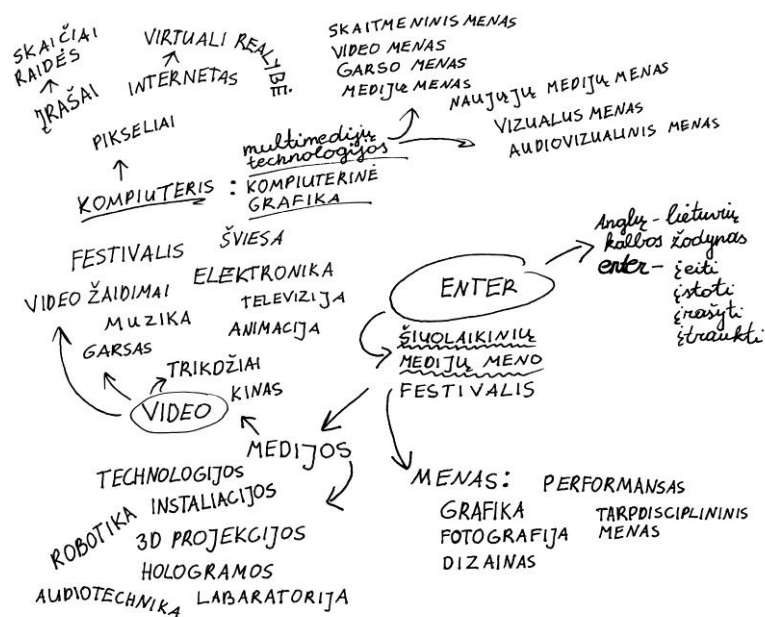 SKAIČIAI
RAIDĖS
ĮRAŠAI
VIRTUALI REALYBĖ
INTERNETAS
PIKSELIAI
KOMPIUTERIS :
multimedijų
technologijos
KOMPIUTERINĖ
GRAFIKA
SKAITMENINIS MENAS
VIDEO MENAS
GARSO MENAS
MEDIJŲ MENAS
NAUJŲJŲ MEDIJŲ MENAS
VIZUALUS MENAS
AUDIOVIZUALINIS MENAS
FESTIVALIS
ŠVIESA
VIDEO ŽAIDIMAI
ELEKTRONIKA
MUZIKA
TELEVIZIJA
GARSAS
ANIMACIJA
TRIKDŽIAI
KINAS
VIDEO
ENTER
Anglų - lietuvių
kalbos žodynas
enter - įeiti
įstoti
įrašyti
įtraukti
ŠIUOLAIKINIŲ
MEDIJŲ MENO
FESTIVALIS
MEDIJOS
TECHNOLOGIJOS
ROBOTIKA
INSTALIACIJOS
3D PROJEKCIJOS
HOLOGRAMOS
AUDIOTECHNIKA
LABARATORIJA
MENAS:
PERFORMANSAS
GRAFIKA
TARPDISCIPLININIS
FOTOGRAFIJA
MENAS
DIZAINAS